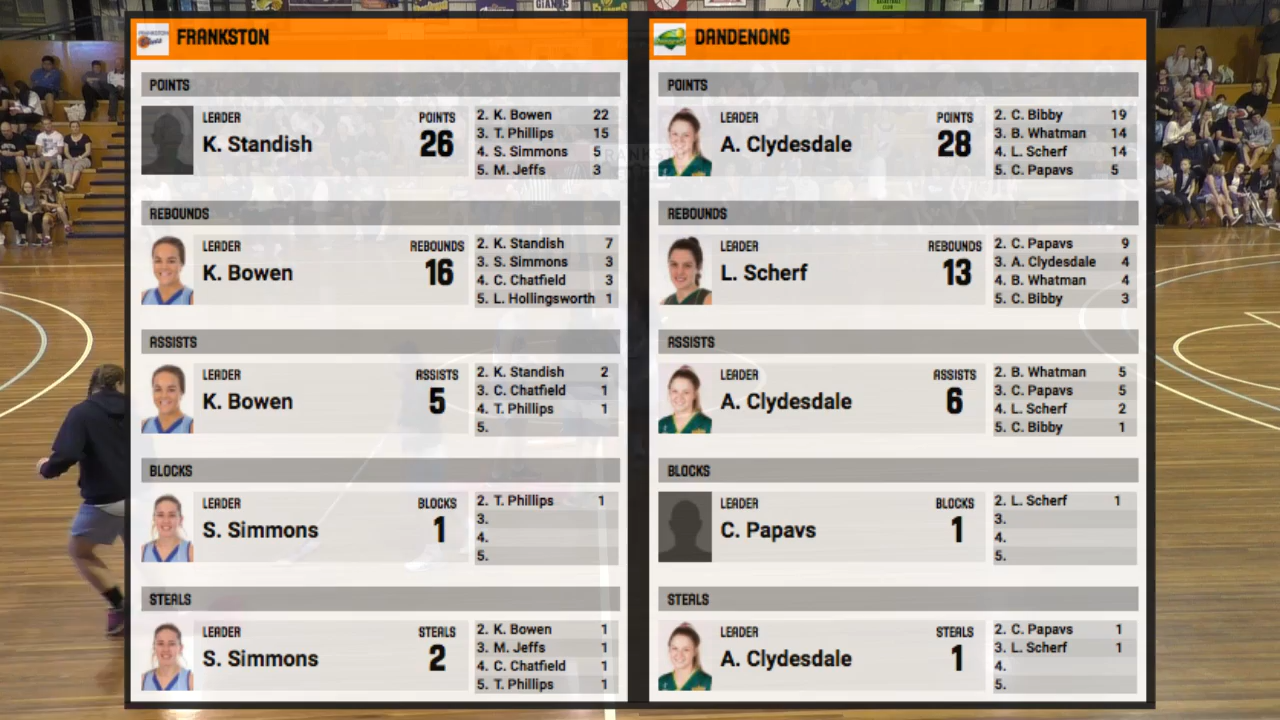 GIANTS
FRANKSTON
POINTS
LEADER
POINTS
K. Standish
26
2. K. Bowen 22
3. T. Phillips 15
4. S. Simmons 5
5. M. Jeffs 3
REBOUNDS
LEADER
REBOUNDS
K. Bowen
16
2. K. Standish 7
3. S. Simmons 3
4. C. Chatfield 3
5. L. Hollingsworth 1
ASSISTS
LEADER
ASSISTS
K. Bowen
5
2. K. Standish 2
3. C. Chatfield 1
4. T. Phillips 1
5.
BLOCKS
LEADER
BLOCKS
S. Simmons
1
2. T. Phillips 1
3.
4.
5.
STEALS
LEADER
STEALS
S. Simmons
2
2. K. Bowen 1
3. M. Jeffs 1
4. C. Chatfield 1
5. T. Phillips 1
DANDENONG
POINTS
LEADER
POINTS
A. Clydesdale
28
2. C. Bibby 19
3. B. Whatman 14
4. L. Scherf 14
5. C. Papavs 5
REBOUNDS
LEADER
REBOUNDS
L. Scherf
13
2. C. Papavs 9
3. A. Clydesdale 4
4. B. Whatman 4
5. C. Bibby 3
ASSISTS
LEADER
ASSISTS
A. Clydesdale
6
2. B. Whatman 5
3. C. Papavs 5
4. L. Scherf 2
5. C. Bibby 1
BLOCKS
LEADER
BLOCKS
C. Papavs
1
2. L. Scherf 1
3.
4.
5.
STEALS
LEADER
STEALS
A. Clydesdale
1
2. C. Papavs 1
3. L. Scherf 1
4.
5.